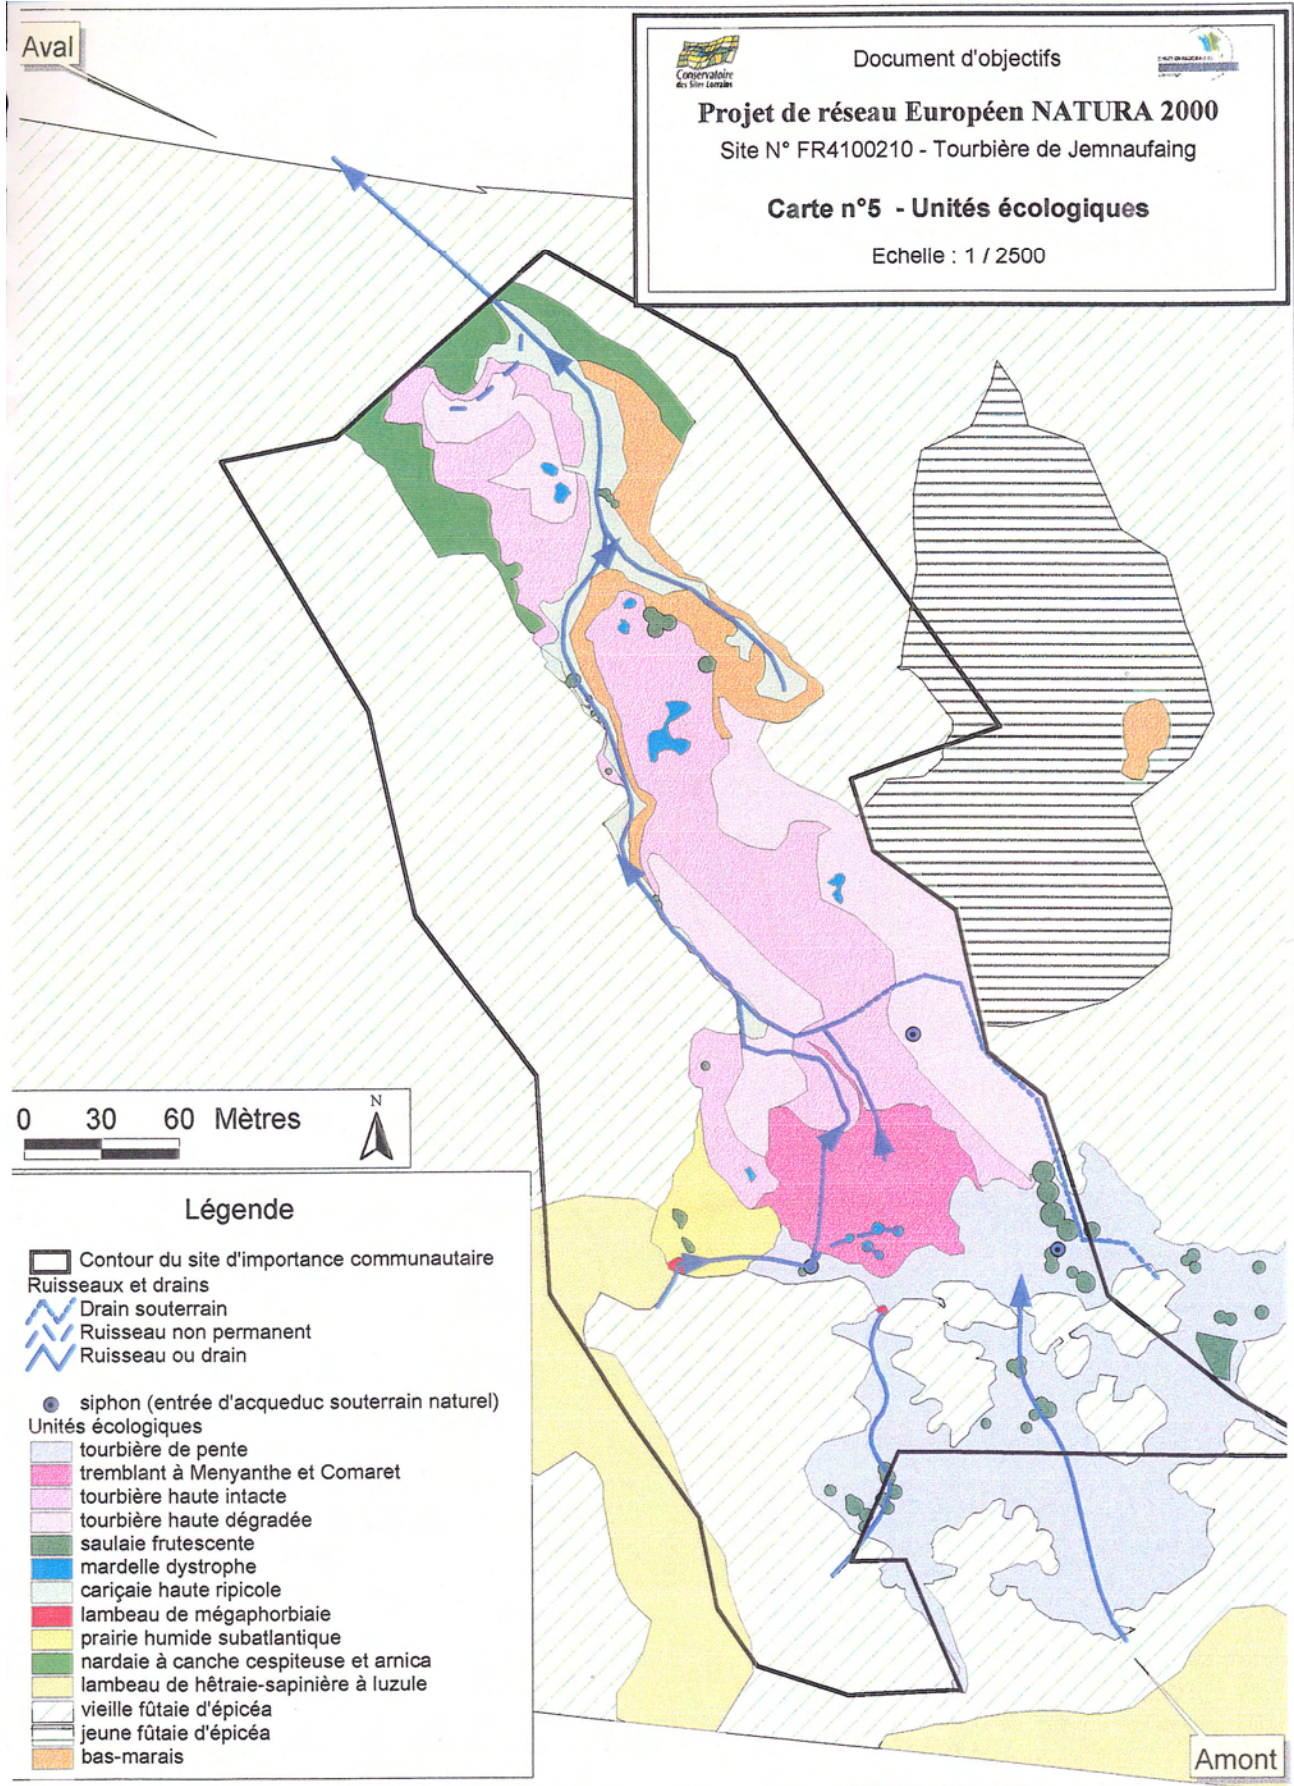 Aval
Conservatoire
des Sites Lorrains
Document d'objectifs
Projet de réseau Européen NATURA 2000
Site N° FR4100210 - Tourbière de Jemnaufaing
Carte n°5 - Unités écologiques
Echelle : 1 / 2500
0 30 60 Mètres
N
Légende
Contour du site d'importance communautaire
Ruisseaux et drains
Drain souterrain
Ruisseau non permanent
Ruisseau ou drain
siphon (entrée d'acqueduc souterrain naturel)
Unités écologiques
tourbière de pente
tremblant à Menyanthe et Comaret
tourbière haute intacte
tourbière haute dégradée
saulaie frutescente
mardelle dystrophe
cariçaie haute ripicole
lambeau de mégaphorbiaie
prairie humide subatlantique
nardaie à canche cespiteuse et arnica
lambeau de hêtraie-sapinière à luzule
vieille fûtaie d'épicéa
jeune fûtaie d'épicéa
bas-marais
Amont